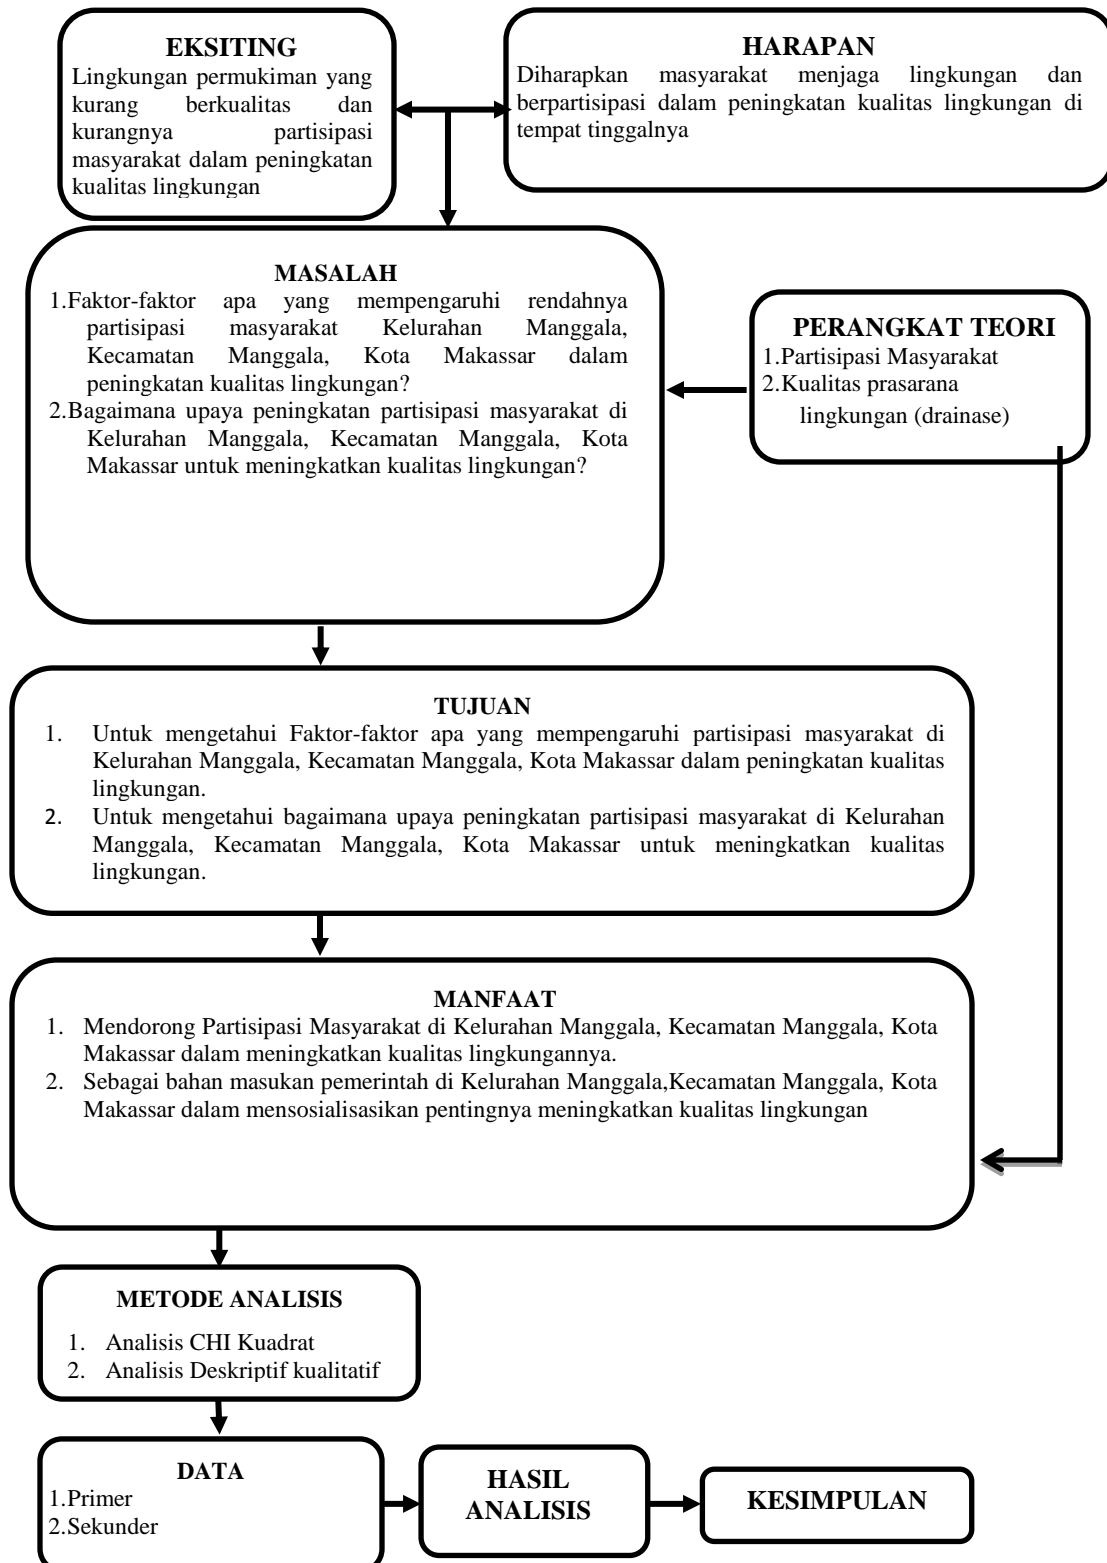 EKSITING
Lingkungan permukiman yang
kurang berkualitas dan
kurangnya partisipasi
masyarakat dalam peningkatan
kualitas lingkungan
HARAPAN
Diharapkan masyarakat menjaga lingkungan dan
berpartisipasi dalam peningkatan kualitas lingkungan di
tempat tinggalnya
MASALAH
1.Faktor-faktor apa yang mempengaruhi rendahnya
partisipasi masyarakat Kelurahan Manggala,
Kecamatan Manggala, Kota Makassar dalam
peningkatan kualitas lingkungan?
2.Bagaimana upaya peningkatan partisipasi masyarakat di
Kelurahan Manggala, Kecamatan Manggala, Kota
Makassar untuk meningkatkan kualitas lingkungan?
PERANGKAT TEORI
1.Partisipasi Masyarakat
2.Kualitas prasarana
lingkungan (drainase)
TUJUAN
1. Untuk mengetahui Faktor-faktor apa yang mempengaruhi partisipasi masyarakat di
Kelurahan Manggala, Kecamatan Manggala, Kota Makassar dalam peningkatan kualitas
lingkungan.
2. Untuk mengetahui bagaimana upaya peningkatan partisipasi masyarakat di Kelurahan
Manggala, Kecamatan Manggala, Kota Makassar untuk meningkatkan kualitas
lingkungan.
MANFAAT
1. Mendorong Partisipasi Masyarakat di Kelurahan Manggala, Kecamatan Manggala, Kota
Makassar dalam meningkatkan kualitas lingkungannya.
2. Sebagai bahan masukan pemerintah di Kelurahan Manggala,Kecamatan Manggala, Kota
Makassar dalam mensosialisasikan pentingnya meningkatkan kualitas lingkungan
METODE ANALISIS
1. Analisis CHI Kuadrat
2. Analisis Deskriptif kualitatif
DATA
1.Primer
2.Sekunder
HASIL
ANALISIS
KESIMPULAN